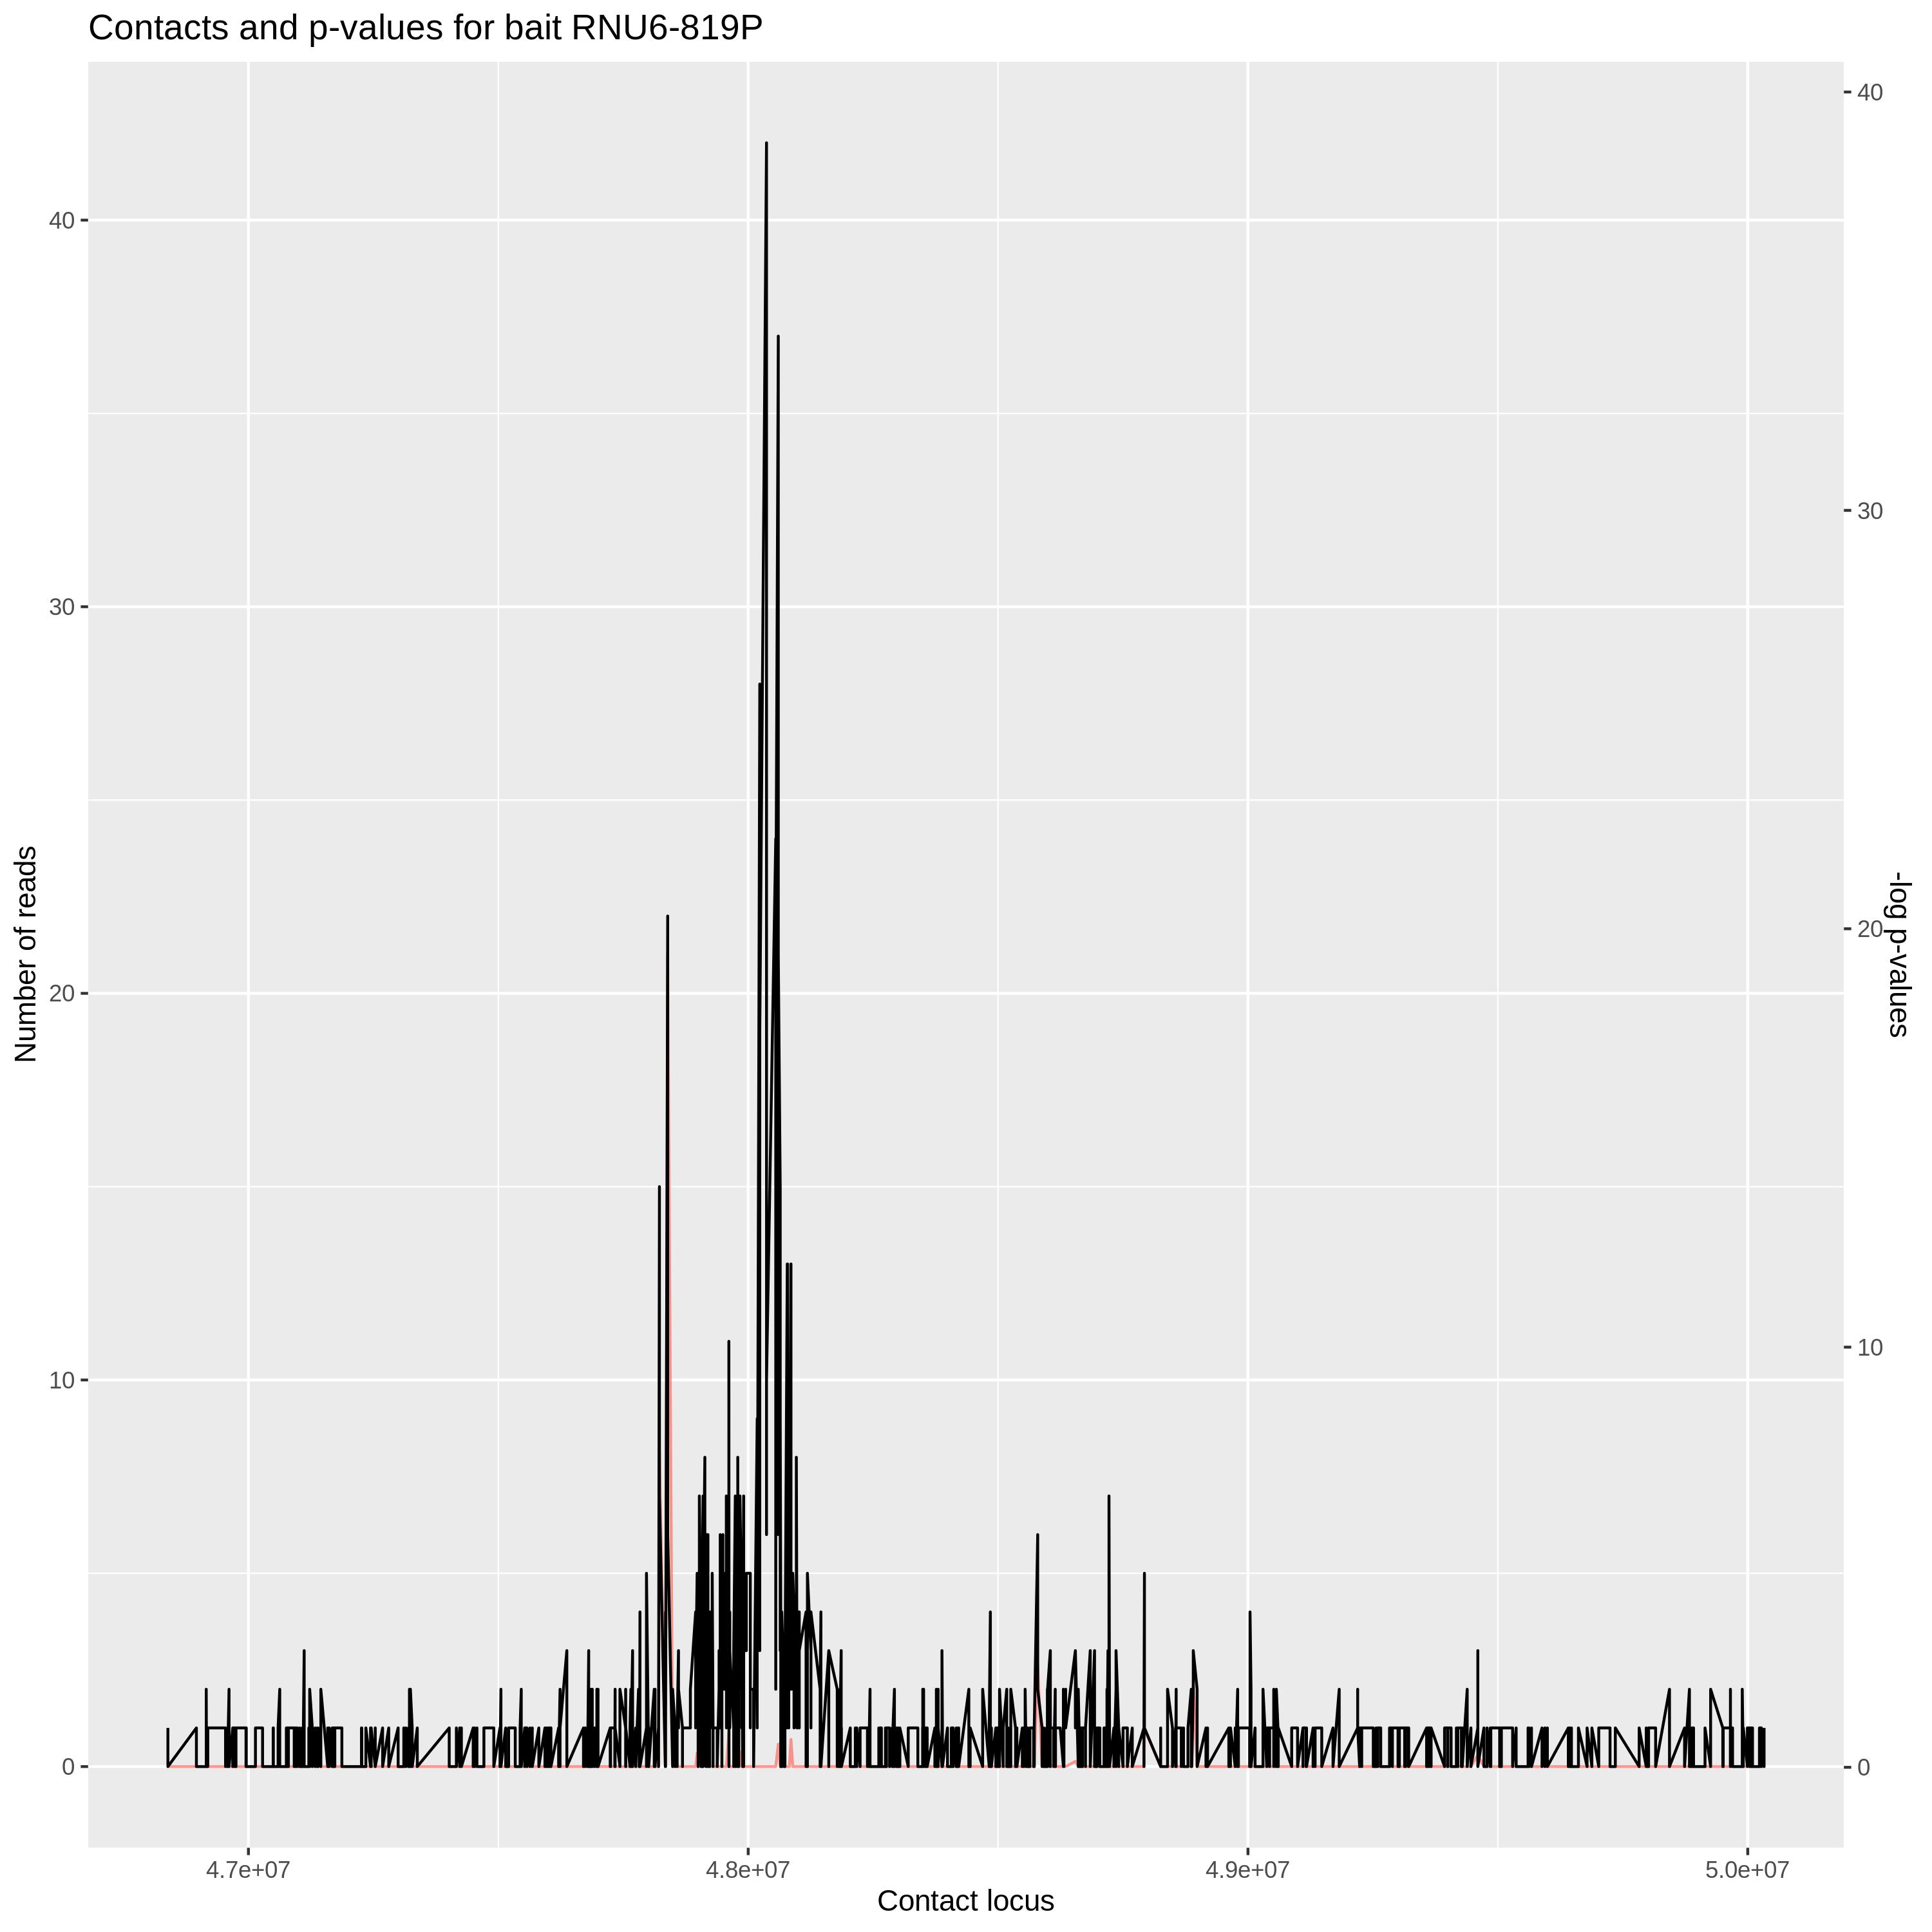 Contacts and p-values for bait RNU6-819P
Number of reads
40
30
20
10
0
40
30
20
10
0
-log p-values
4.7e+07
4.8e+07
4.9e+07
5.0e+07
Contact locus